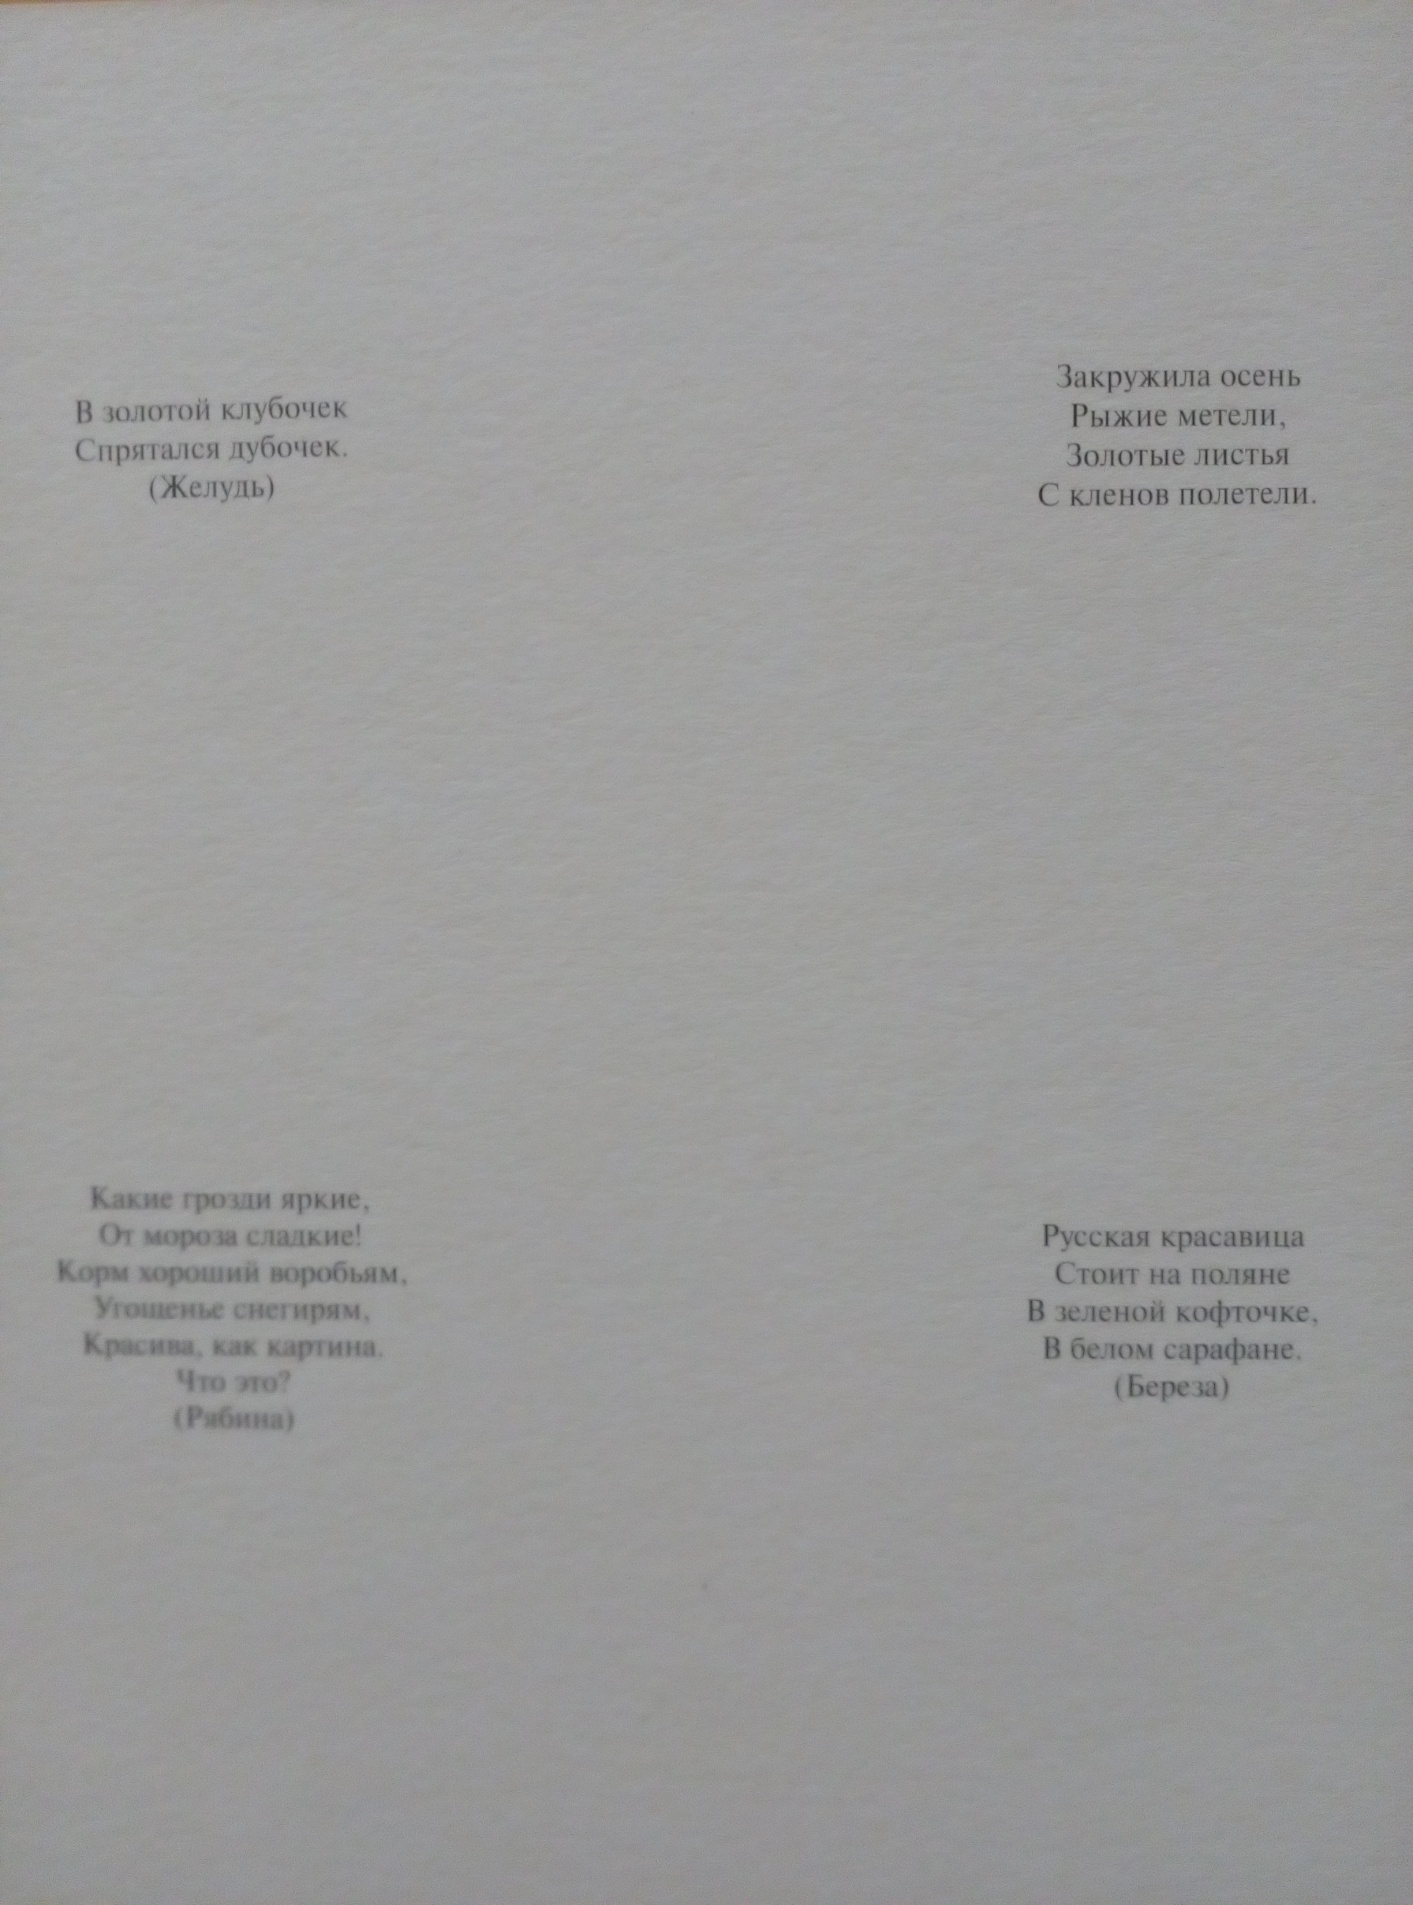 В золотой клубочек
Спрятался дубочек.
(Желудь)
Закружила осень
Рыжие метели,
Золотые листья
С кленов полетели.
Какие грозди яркие,
От мороза сладкие!
Корм хороший воробьям,
Угощенье снегирям,
Красива, как картина.
Что это?
(Рябина)
Русская красавица
Стоит на поляне
В зеленой кофточке,
В белом сарафане.
(Береза)